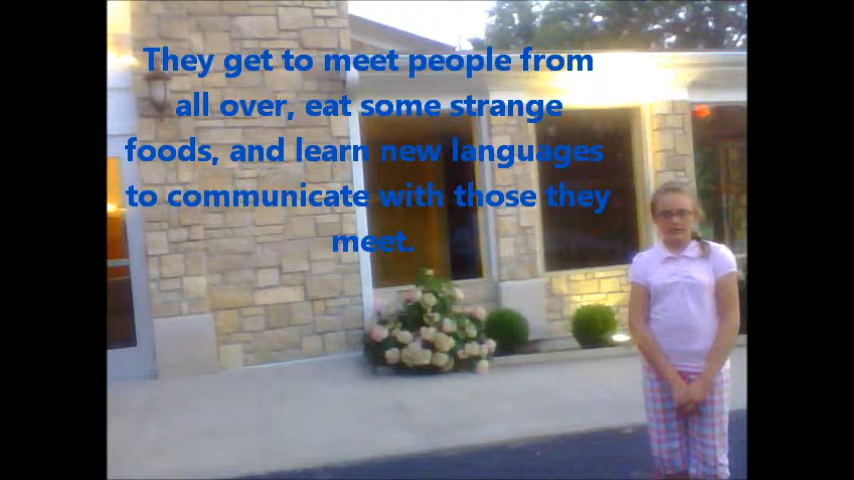 They get to meet people from
all over, eat some strange
foods, and learn new languages
to communicate with those they
meet.